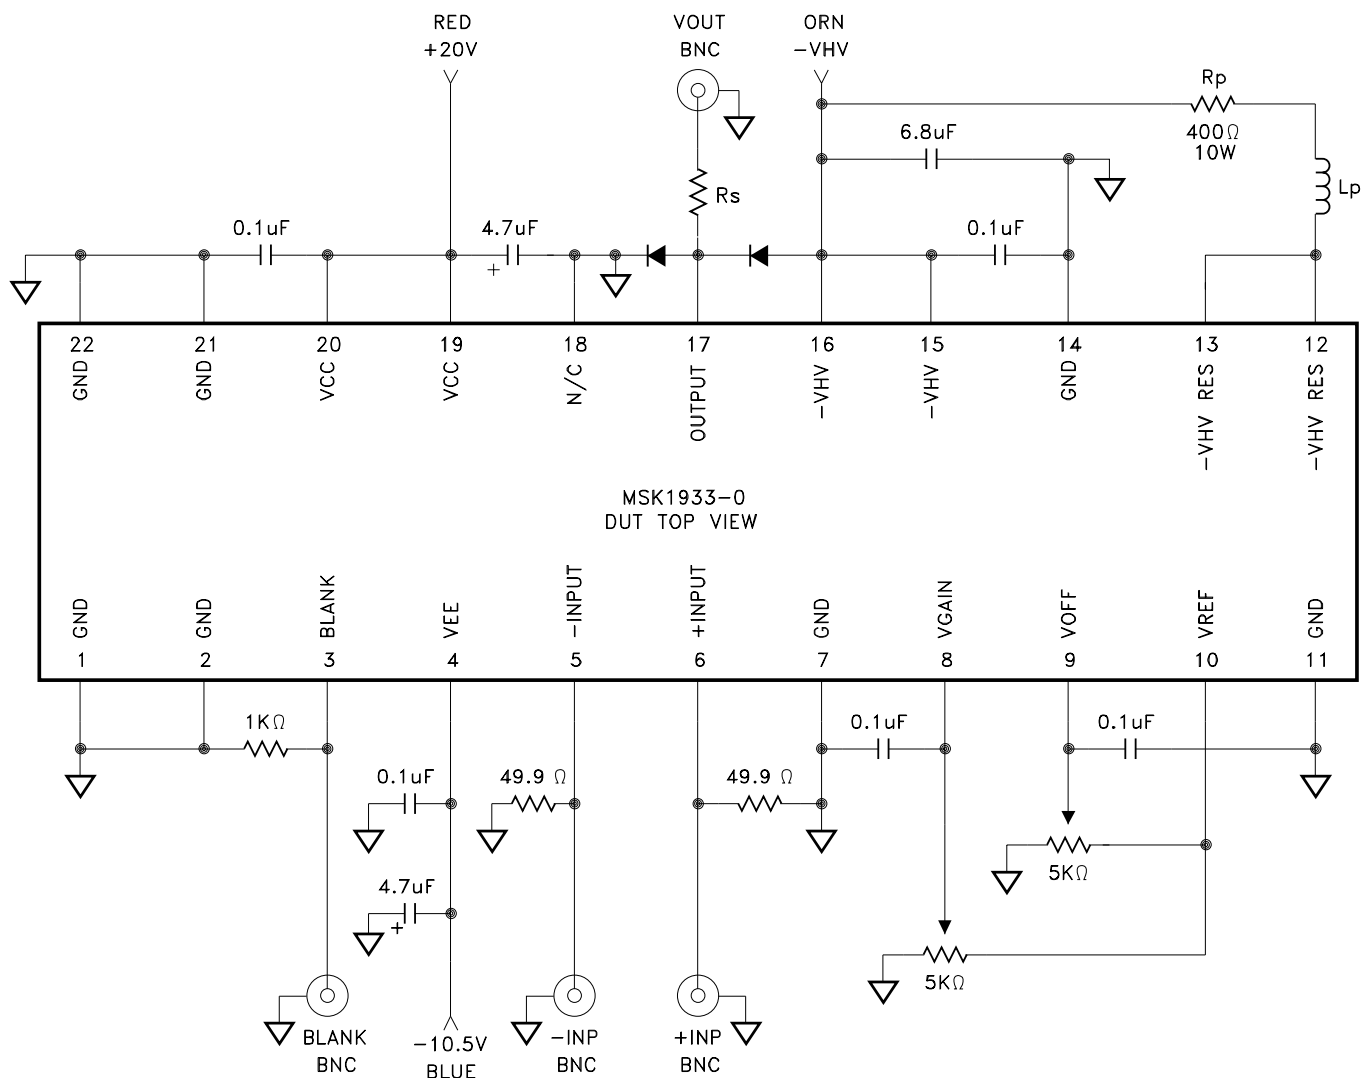 RED
+20V
VOUT
BNC
ORN
-VHV
Rp
400Ω
10W
6.8uF
Lp
Rs
0.1uF
4.7uF
+
0.1uF
22
21
20
19
18
17
16
15
14
13
12
GND
GND
VCC
VCC
N/C
OUTPUT
-VHV
-VHV
GND
-VHV RES
-VHV RES
MSK1933-0
DUT TOP VIEW
GND
GND
BLANK
VEE
-INPUT
+INPUT
GND
VGAIN
VOFF
VREF
GND
1
2
3
4
5
6
7
8
9
10
11
1KΩ
0.1uF
0.1uF
0.1uF
49.9 Ω
49.9 Ω
5KΩ
4.7uF
+
5KΩ
BLANK
BNC
-10.5V
BLUE
-INP
BNC
+INP
BNC